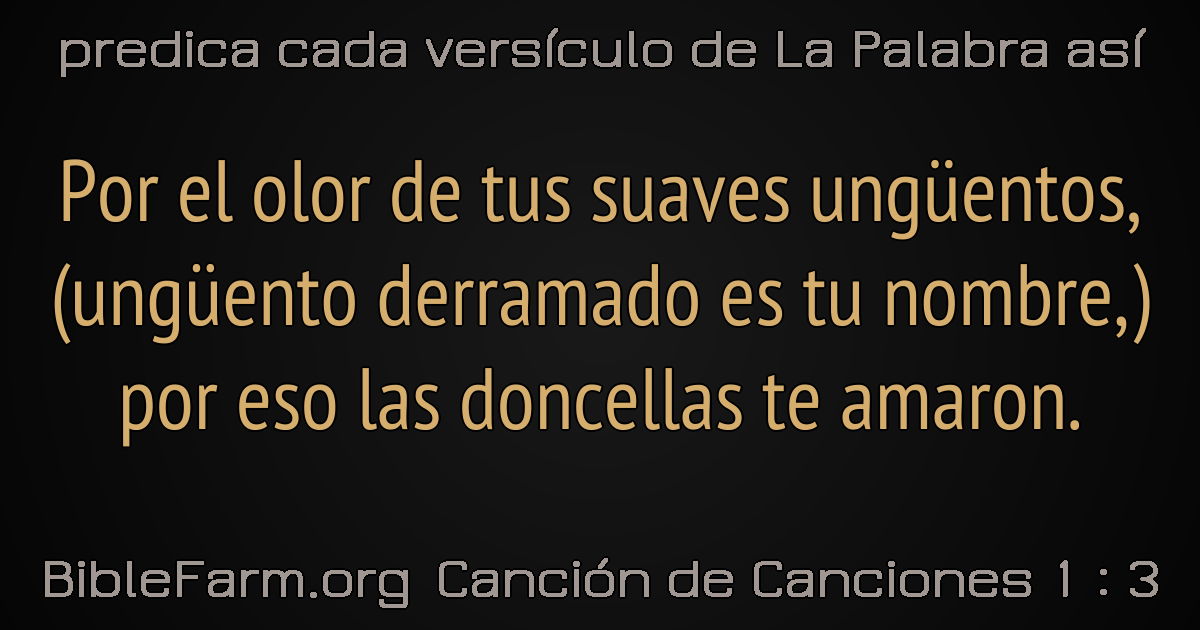 predica cada versículo de La Palabra así
Por el olor de tus suaves ungüentos,
(ungüento derramado es tu nombre,)
por eso las doncellas te amaron.
BibleFarm.org Canción de Canciones 1 : 3